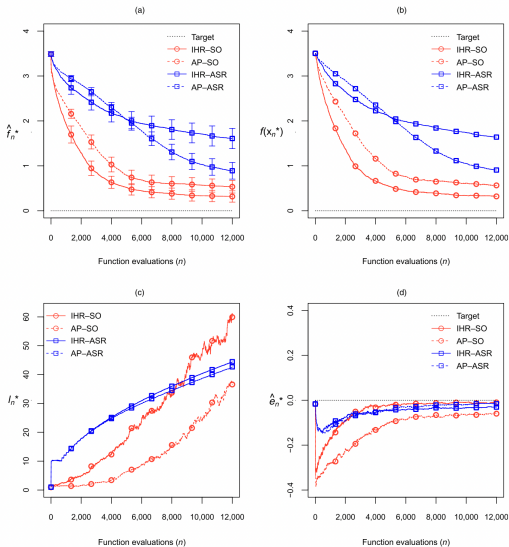 (a)
4
3
2
1
0
f̂n*
Target
IHR–SO
AP–SO
IHR–ASR
AP–ASR
0 2,000 4,000 6,000 8,000 10,000 12,000
Function evaluations (n)
(b)
4
3
2
1
0
f(xn*)
Target
IHR–SO
AP–SO
IHR–ASR
AP–ASR
0 2,000 4,000 6,000 8,000 10,000 12,000
Function evaluations (n)
(c)
60
50
40
30
20
10
0
ln*
IHR–SO
AP–SO
IHR–ASR
AP–ASR
0 2,000 4,000 6,000 8,000 10,000 12,000
Function evaluations (n)
(d)
0.4
0.2
0.0
−0.2
−0.4
ên*
Target
IHR–SO
AP–SO
IHR–ASR
AP–ASR
0 2,000 4,000 6,000 8,000 10,000 12,000
Function evaluations (n)